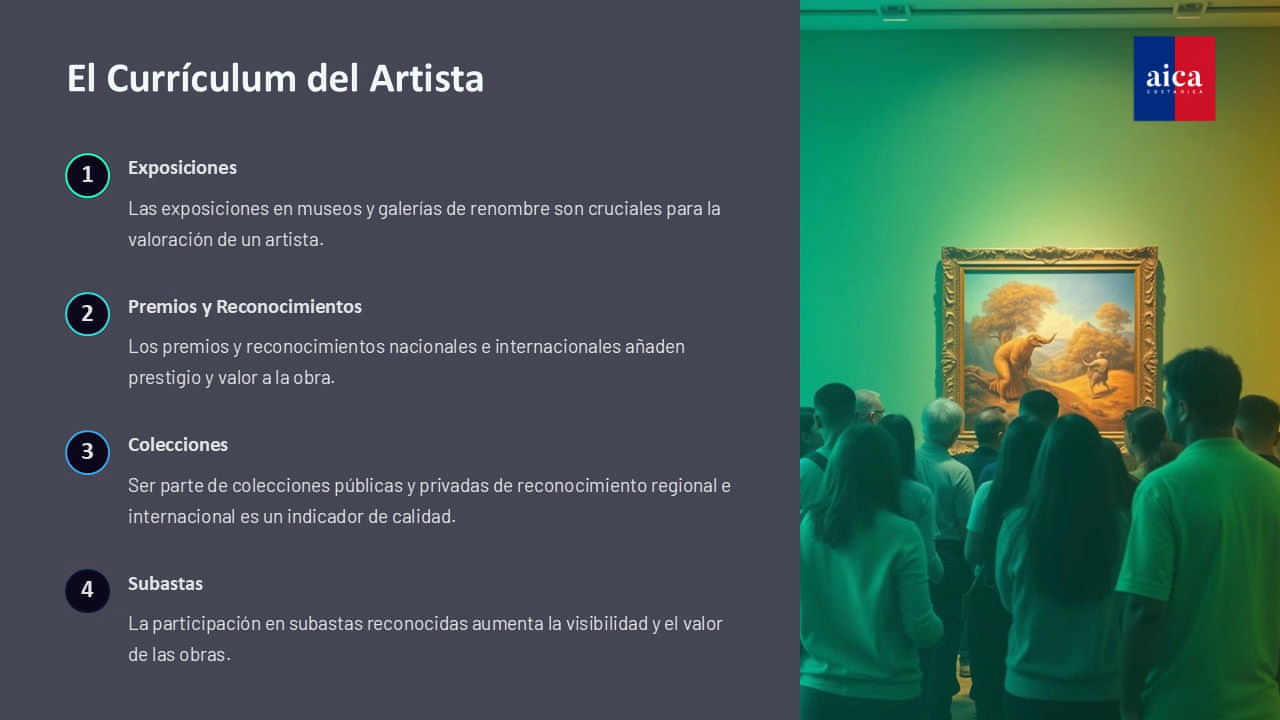 El Currículum del Artista
aica
COSTARICA
1
Exposiciones
Las exposiciones en museos y galerías de renombre son cruciales para la
valoración de un artista.
2
Premios y Reconocimientos
Los premios y reconocimientos nacionales e internacionales añaden
prestigio y valor a la obra.
3
Colecciones
Ser parte de colecciones públicas y privadas de reconocimiento regional e
internacional es un indicador de calidad.
4
Subastas
La participación en subastas reconocidas aumenta la visibilidad y el valor
de las obras.